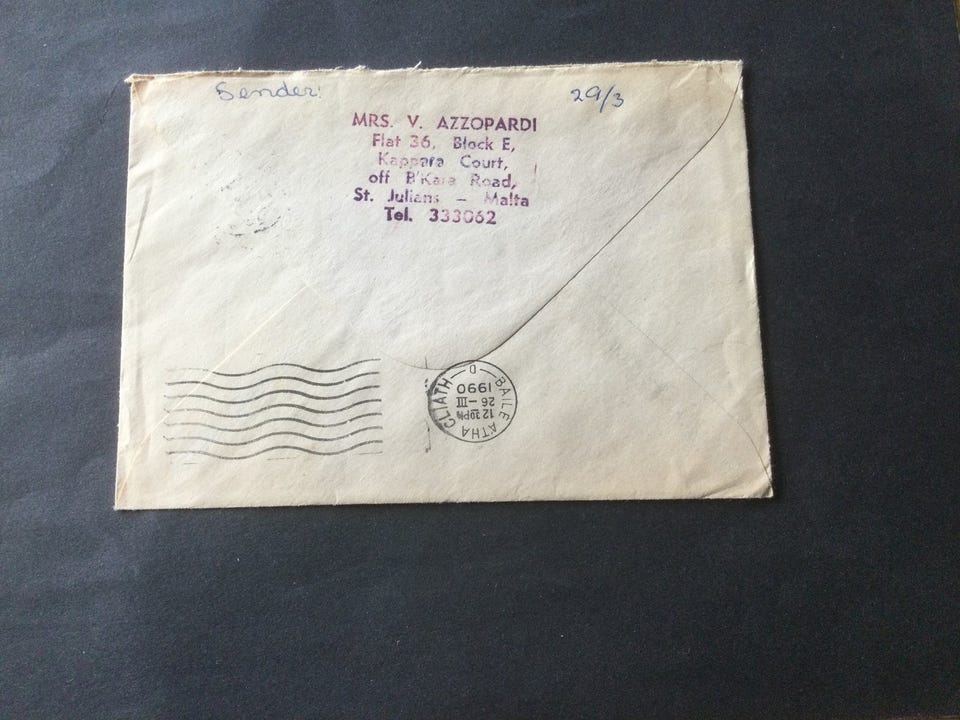 Sender:
29/3
MRS. V. AZZOPARDI
Flat 36, Block E,
Kappara Court,
off B'Kara Road,
St. Julians – Malta
Tel. 333062
BAILE ÁTHA CLIATH
D
12 30PM
26 – III
1990